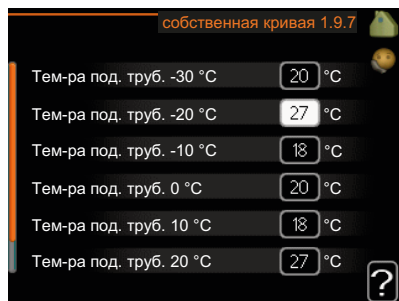 собственная кривая 1.9.7
Тем-ра под. труб. -30 °C 20 °C
Тем-ра под. труб. -20 °C 27 °C
Тем-ра под. труб. -10 °C 18 °C
Тем-ра под. труб. 0 °C 20 °C
Тем-ра под. труб. 10 °C 18 °C
Тем-ра под. труб. 20 °C 27 °C
?